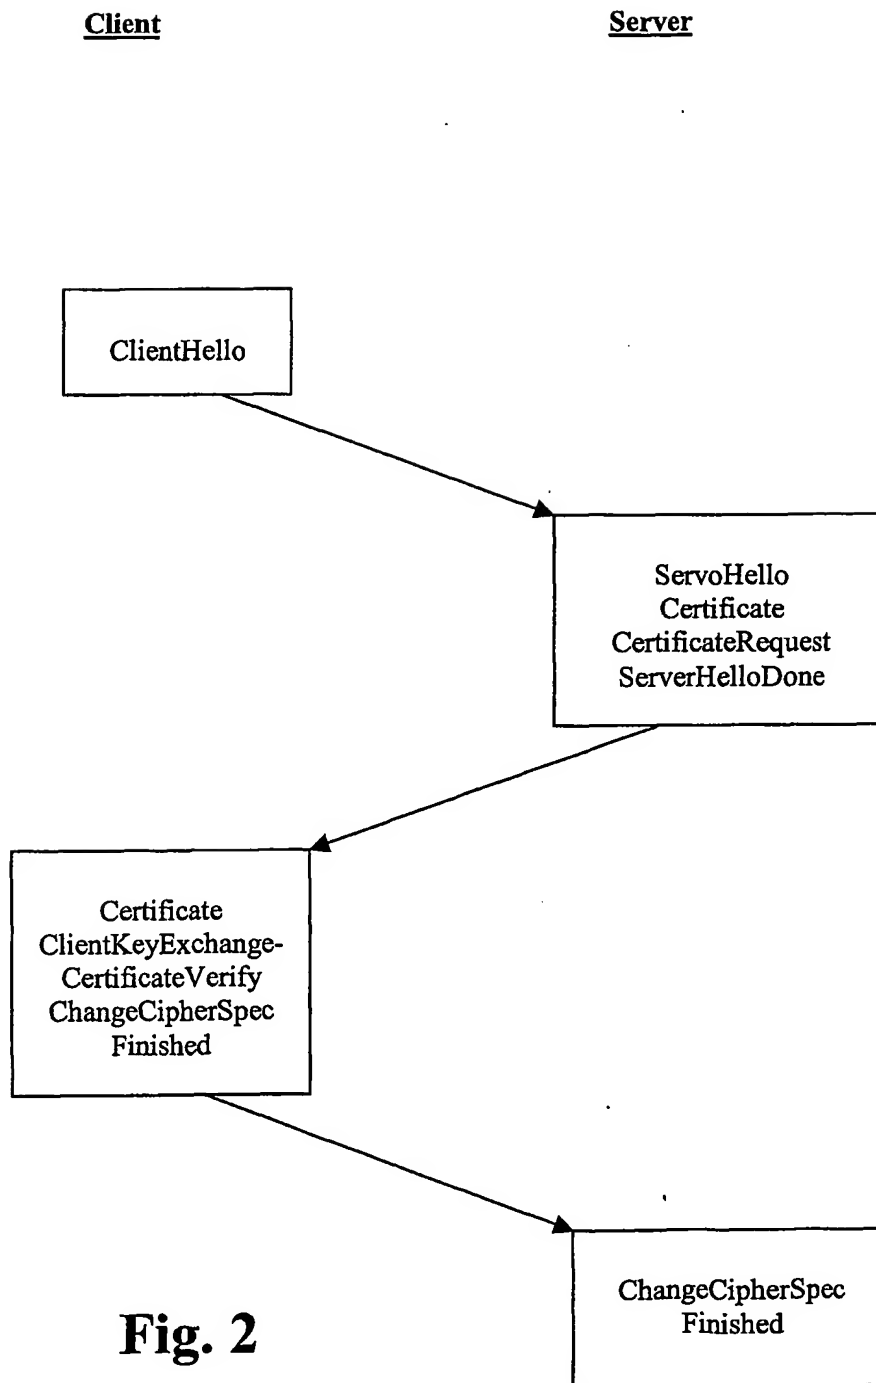 Client
Server
ClientHello
ServoHello
Certificate
CertificateRequest
ServerHelloDone
Certificate
ClientKeyExchange-
CertificateVerify
ChangeCipherSpec
Finished
ChangeCipherSpec
Finished
Fig. 2